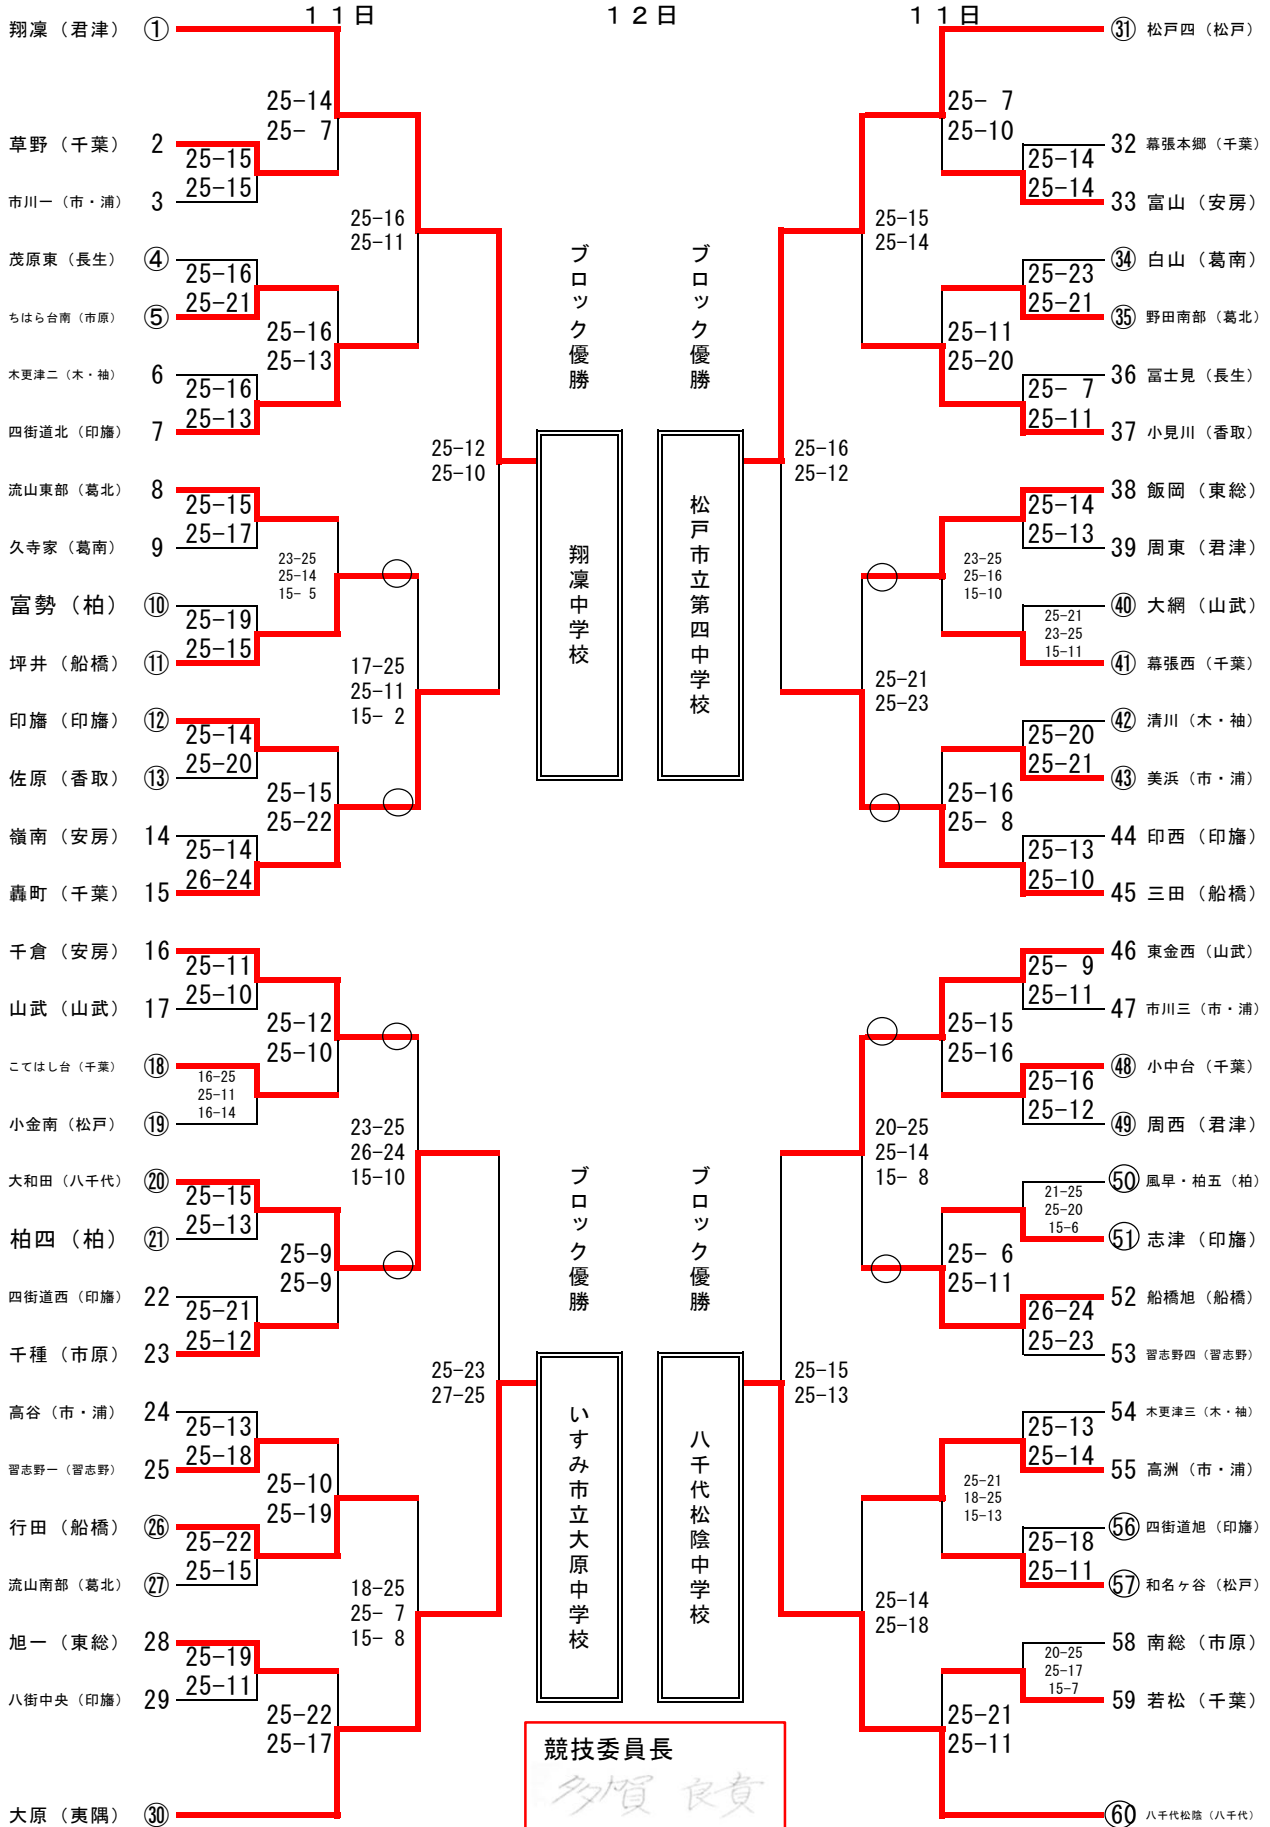 11日 12日 11日
翔凜（君津） ①
25-14
25- 7
草野（千葉） 2
25-15
25-15
市川一（市・浦） 3
25-16
25-11
茂原東（長生） ④
25-16
25-21
ちはら台南（市原） ⑤
25-16
25-13
木更津二（木・袖） 6
25-16
25-13
四街道北（印旛） 7
25-12
25-10
流山東部（葛北） 8
25-15
25-17
久寺家（葛南） 9
23-25
25-14
15- 5
富勢（柏） ⑩
25-19
25-15
坪井（船橋） ⑪
17-25
25-11
15- 2
印旛（印旛） ⑫
25-14
25-20
佐原（香取） ⑬
25-15
25-22
嶺南（安房） 14
25-14
26-24
轟町（千葉） 15
ブロック優勝
翔凜中学校
千倉（安房） 16
25-11
25-10
山武（山武） 17
25-12
25-10
こてはし台（千葉） ⑱
16-25
25-11
16-14
小金南（松戸） ⑲
23-25
26-24
15-10
大和田（八千代） ⑳
25-15
25-13
柏四（柏） ㉑
25-9
25-9
四街道西（印旛） 22
25-21
25-12
千種（市原） 23
25-23
27-25
高谷（市・浦） 24
25-13
25-18
習志野一（習志野） 25
25-10
25-19
行田（船橋） ㉖
25-22
25-15
流山南部（葛北） ㉗
18-25
25- 7
15- 8
旭一（東総） 28
25-19
25-11
八街中央（印旛） 29
25-22
25-17
大原（夷隅） ㉚
ブロック優勝
いすみ市立大原中学校
㉛ 松戸四（松戸）
25- 7
25-10
32 幕張本郷（千葉）
25-14
25-14
33 富山（安房）
25-15
25-14
㉞ 白山（葛南）
25-23
25-21
㉟ 野田南部（葛北）
25-11
25-20
36 冨士見（長生）
25- 7
25-11
37 小見川（香取）
25-16
25-12
38 飯岡（東総）
25-14
25-13
39 周東（君津）
23-25
25-16
15-10
㊵ 大網（山武）
25-21
23-25
15-11
㊶ 幕張西（千葉）
25-21
25-23
㊷ 清川（木・袖）
25-20
25-21
㊸ 美浜（市・浦）
25-16
25- 8
44 印西（印旛）
25-13
25-10
45 三田（船橋）
ブロック優勝
松戸市立第四中学校
46 東金西（山武）
25- 9
25-11
47 市川三（市・浦）
25-15
25-16
㊽ 小中台（千葉）
25-16
25-12
㊾ 周西（君津）
20-25
25-14
15- 8
㊿ 風早・柏五（柏）
21-25
25-20
15-6
51 志津（印旛）
25- 6
25-11
52 船橋旭（船橋）
26-24
25-23
53 習志野四（習志野）
25-15
25-13
54 木更津三（木・袖）
25-13
25-14
55 高洲（市・浦）
25-21
18-25
15-13
56 四街道旭（印旛）
25-18
25-11
57 和名ヶ谷（松戸）
25-14
25-18
58 南総（市原）
20-25
25-17
15-7
59 若松（千葉）
25-21
25-11
60 八千代松陰（八千代）
ブロック優勝
八千代松陰中学校
競技委員長
多賀 良貴